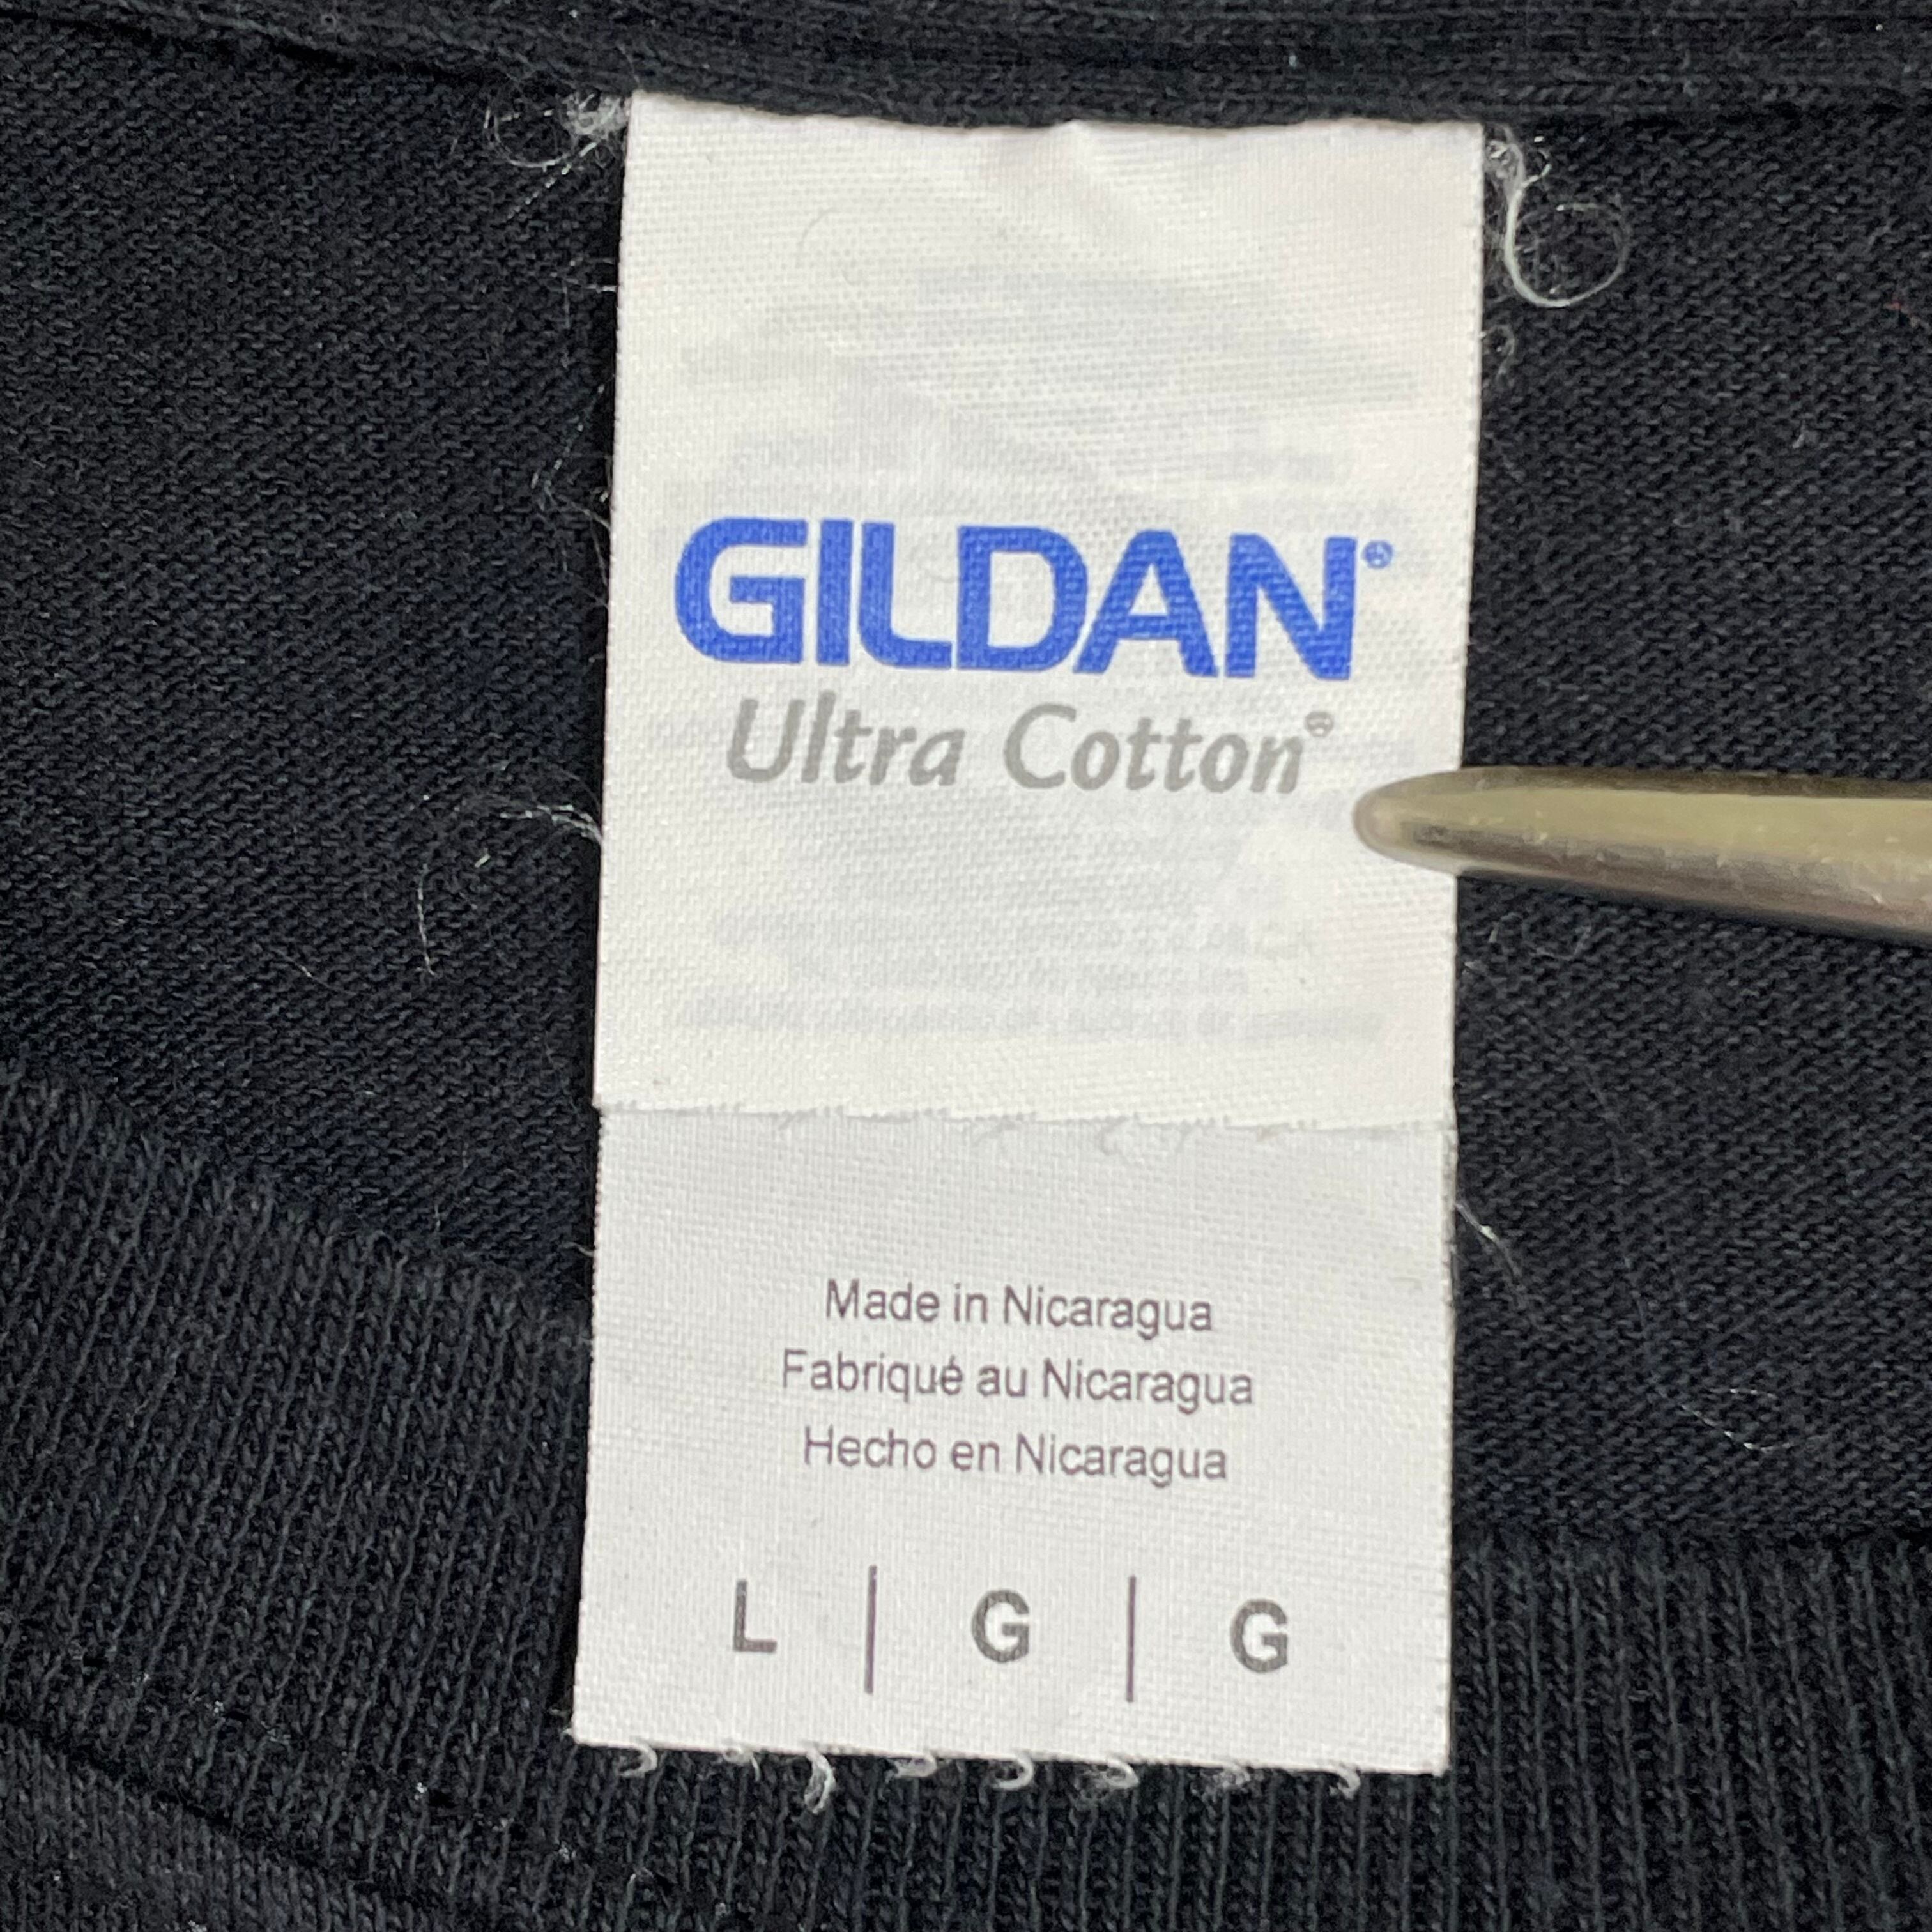 GILDAN®
Ultra Cotton®
Made in Nicaragua
Fabriqué au Nicaragua
Hecho en Nicaragua
L | G | G